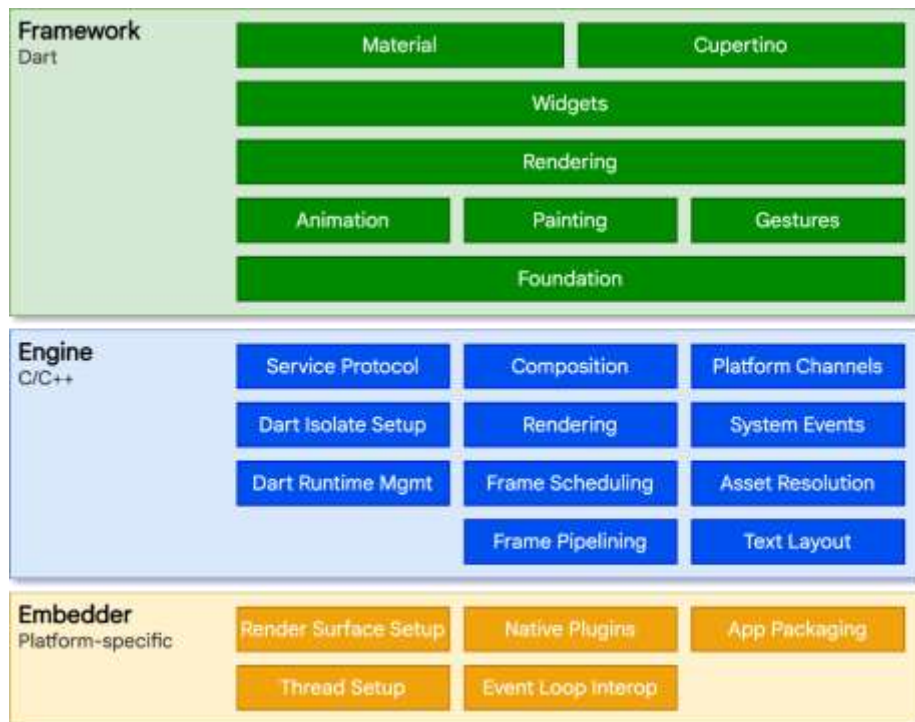 Framework
Dart
Material
Cupertino
Widgets
Rendering
Animation
Painting
Gestures
Foundation
Engine
C/C++
Service Protocol
Composition
Platform Channels
Dart Isolate Setup
Rendering
System Events
Dart Runtime Mgmt
Frame Scheduling
Asset Resolution
Frame Pipelining
Text Layout
Embedder
Platform-specific
Render Surface Setup
Native Plugins
App Packaging
Thread Setup
Event Loop Interop